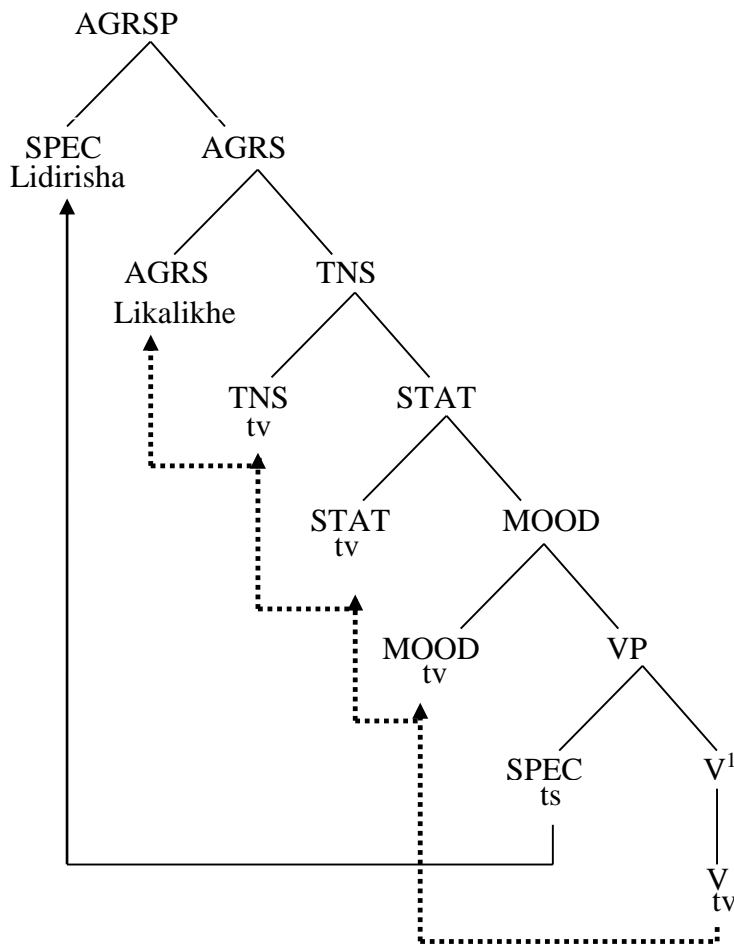 AGRSP
SPEC AGRS
Lidirisha
AGRS TNS
Likalikhe
TNS STAT
tv
STAT MOOD
tv
MOOD VP
tv
SPEC V¹
ts
V
tv